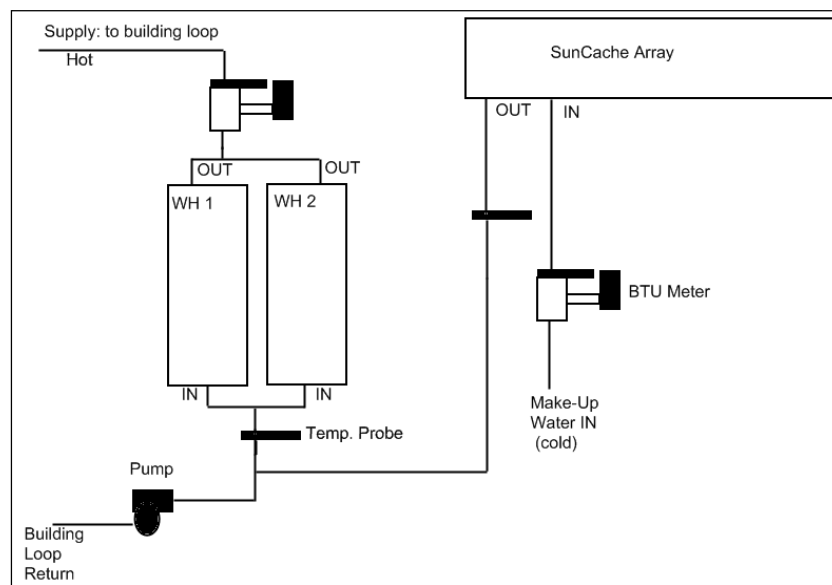 Supply: to building loop
Hot
SunCache Array
OUT
IN
OUT
OUT
WH 1
WH 2
BTU Meter
IN
IN
Make-Up
Water IN
(cold)
Temp. Probe
Pump
Building
Loop
Return